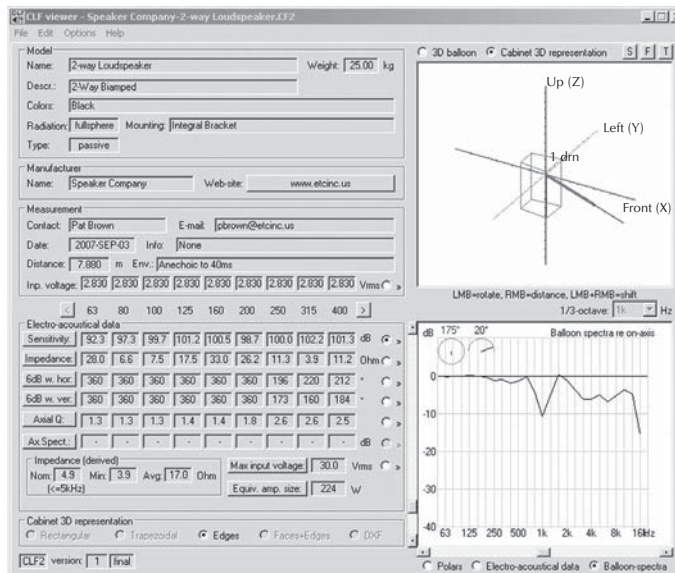 CLF viewer - Speaker Company-2-way Loudspeaker.CF2
File Edit Options Help
Model
Name: 2-way Loudspeaker Weight: 25.00 kg
Descr.: 2-Way Biamped
Colors: Black
Radiation: fullsphere Mounting: Integral Bracket
Type: passive
Manufacturer
Name: Speaker Company Web-site: www.etcinc.us
Measurement
Contact: Pat Brown E-mail: pbrown@etcinc.us
Date: 2007-SEP-03 Info: None
Distance: 7.880 m Env.: Anechoic to 40ms
Inp. voltage: 2.830 2.830 2.830 2.830 2.830 2.830 2.830 2.830 2.830 Vrms »
< 63 80 100 125 160 200 250 315 400 >
Electro-acoustical data
Sensitivity: 92.3 97.3 99.7 101.2 100.5 98.7 100.0 102.2 101.3 dB »
Impedance: 28.0 6.6 7.5 17.5 33.0 26.2 11.3 3.9 11.2 Ohm »
6dB w. hor: 360 360 360 360 360 360 196 220 212 ° »
6dB w. ver: 360 360 360 360 360 360 173 160 184 ° »
Axial Q: 1.3 1.3 1.3 1.4 1.4 1.8 2.6 2.6 2.5 »
Ax.Spect.: - - - - - - - - - dB »
Impedance (derived)
Nom: 4.9 Min: 3.9 Avg: 17.0 Ohm
(<=5kHz)
Max input voltage: 30.0 Vrms »
Equiv. amp. size: 224 W
Cabinet 3D representation
Rectangular Trapezoidal Edges Faces+Edges DXF
CLF2 version: 1 final
3D balloon Cabinet 3D representation S F T
Up (Z)
Left (Y)
1 drn
Front (X)
LMB=rotate, RMB=distance, LMB+RMB=shift
1/3-octave: 1k Hz
dB 175° 20° Balloon spectra re on-axis
0
-10
-20
-30
-40
63 125 250 500 1k 2k 4k 8k 16kHz
Polars Electro-acoustical data Balloon-spectra